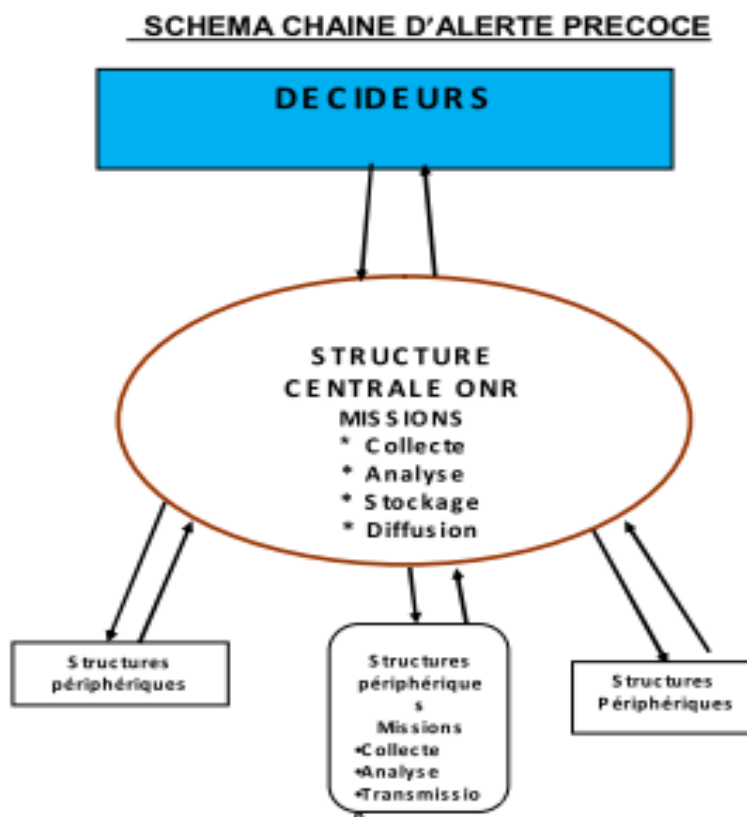 SCHEMA CHAINE D'ALERTE PRECOCE
DECIDEURS
STRUCTURE
CENTRALE ONR
MISSIONS
* Collecte
* Analyse
* Stockage
* Diffusion
Structures
périphériques
Structures
périphérique
s
Missions
•Collecte
•Analyse
•Transmissio
Structures
Périphériques